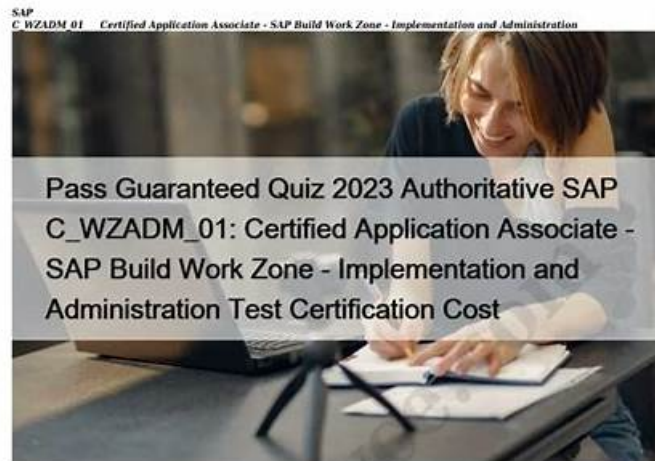 SAP
C_WZADM_01 Certified Application Associate - SAP Build Work Zone - Implementation and Administration
Pass Guaranteed Quiz 2023 Authoritative SAP
C_WZADM_01: Certified Application Associate -
SAP Build Work Zone - Implementation and
Administration Test Certification Cost